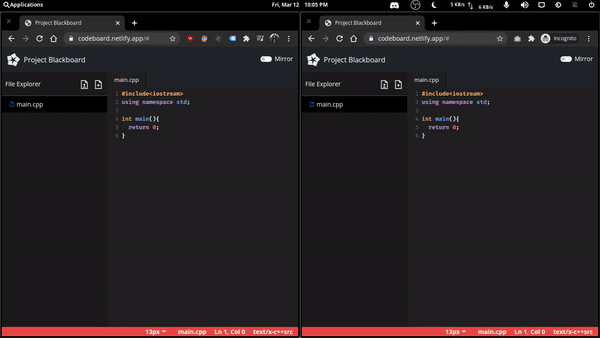 Applications
Fri, Mar 12 10:05 PM
5 KB/s
6 KB/s
Project Blackboard
codeboard.netlify.app/#
Project Blackboard
Mirror
File Explorer
main.cpp
main.cpp
1 #include<iostream>
2 using namespace std;
3
4 int main(){
5 return 0;
6 }
13px main.cpp Ln 1, Col 0 text/x-c++src
Project Blackboard
codeboard.netlify.app/#
Incognito
Project Blackboard
Mirror
File Explorer
main.cpp
main.cpp
1 #include<iostream>
2 using namespace std;
3
4 int main(){
5 return 0;
6 }
13px main.cpp Ln 1, Col 0 text/x-c++src